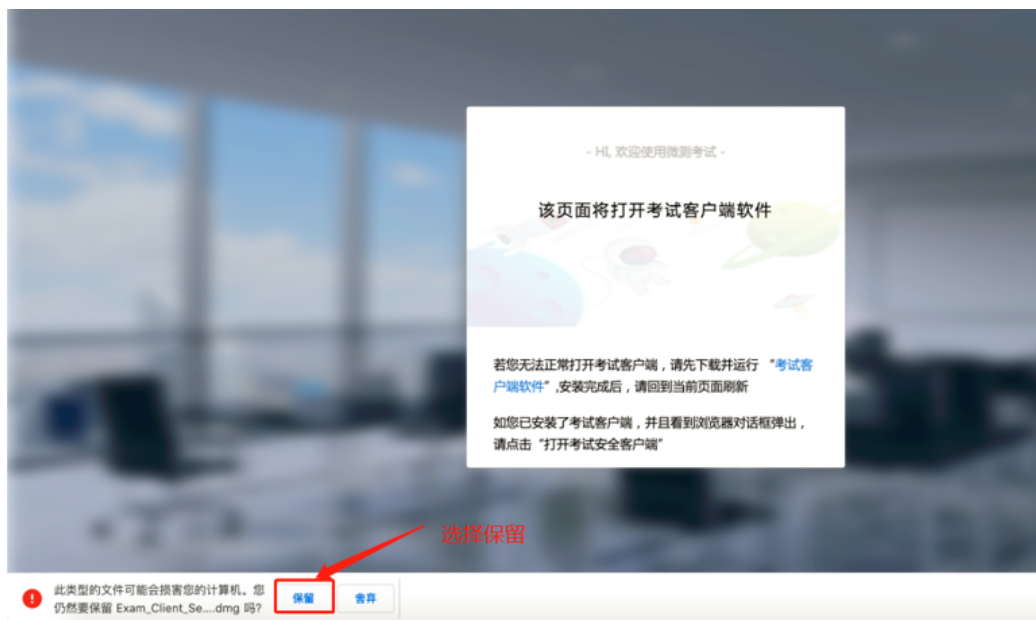 - HI, 欢迎使用微测考试 -
该页面将打开考试客户端软件
若您无法正常打开考试客户端，请先下载并运行 “考试客
户端软件” ,安装完成后，请回到当前页面刷新
如您已安装了考试客户端，并且看到浏览器对话框弹出，
请点击 “打开考试安全客户端”
选择保留
此类型的文件可能会损害您的计算机。您
仍然要保留 Exam_Client_Se....dmg 吗?
保留
舍弃